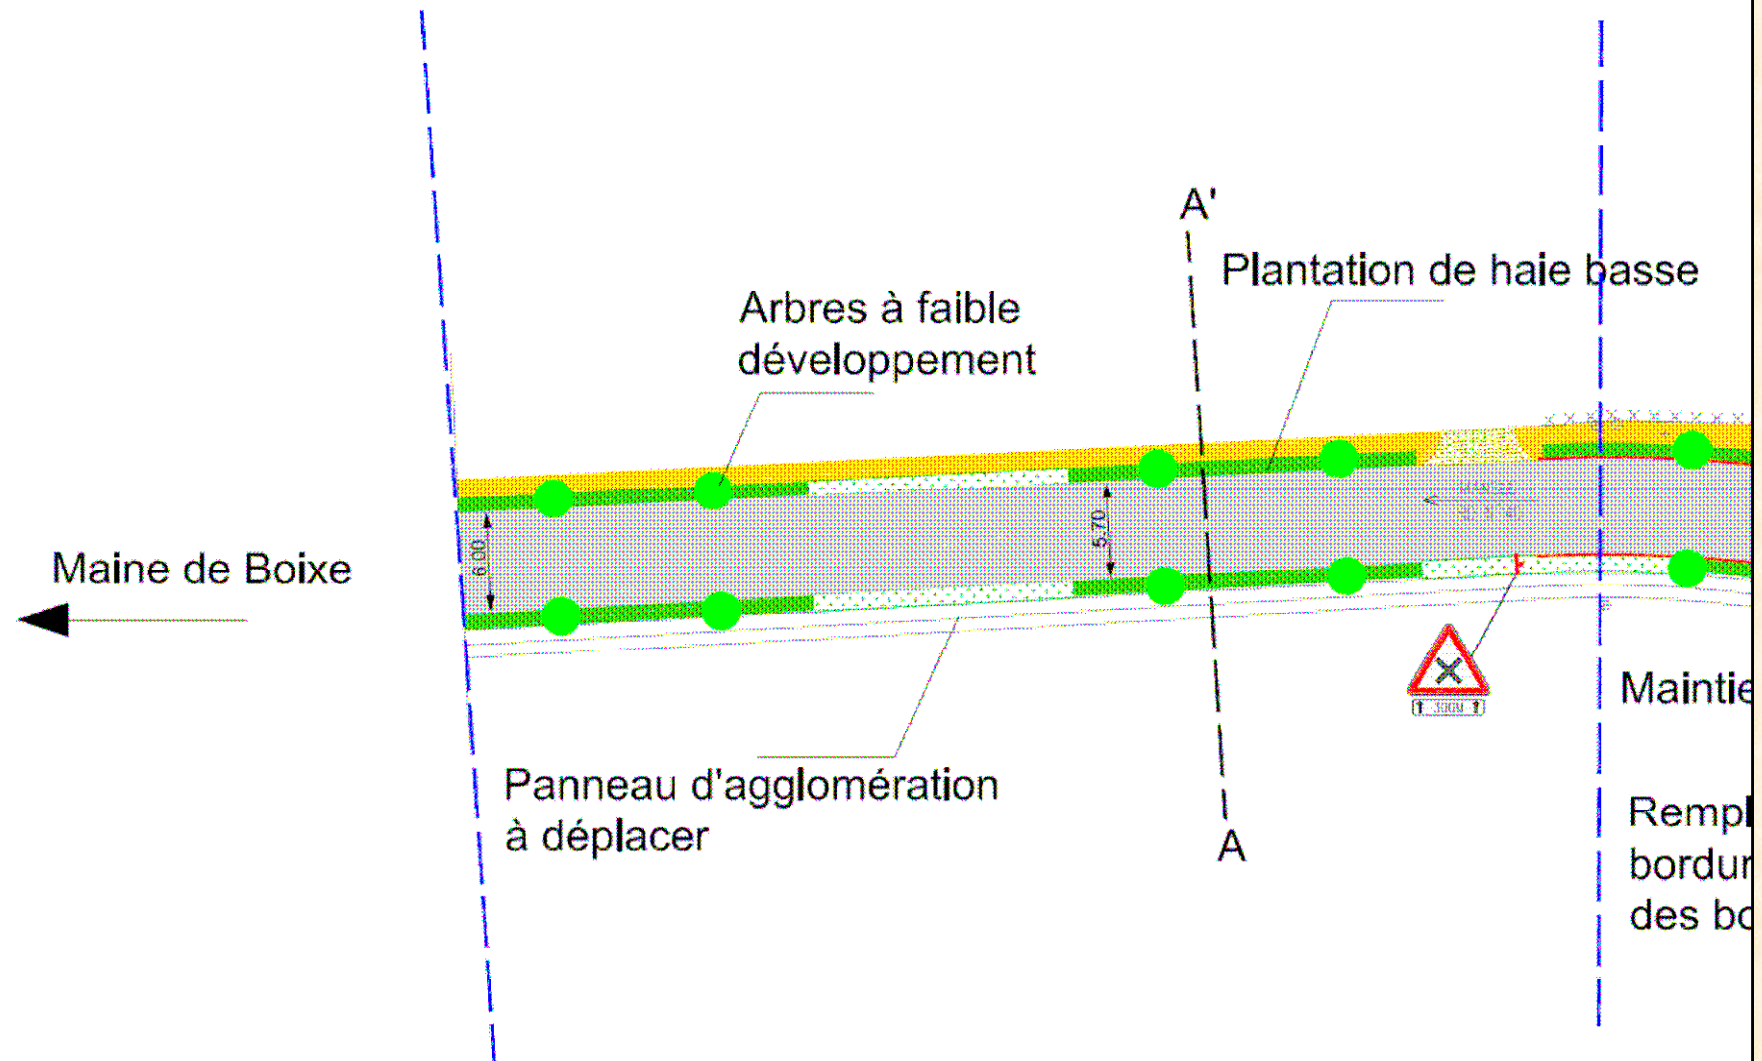 A'
Plantation de haie basse
Arbres à faible
développement
6.00
5.70
Maine de Boixe
Maintie
Panneau d'agglomération
à déplacer
A
Rempl
bordur
des bo